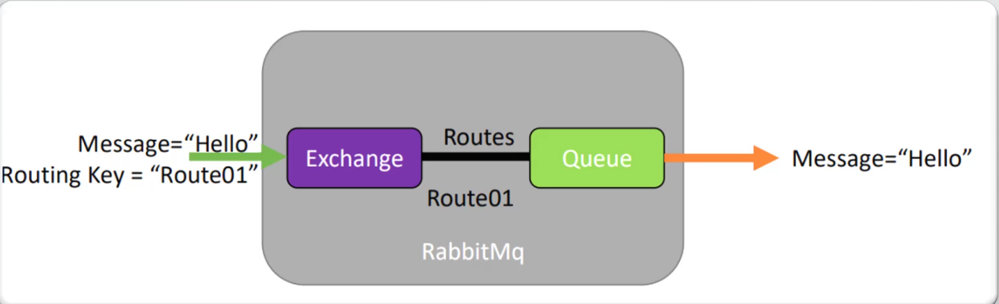 Message=“Hello”
Routing Key = “Route01”
Exchange
Routes
Route01
Queue
Message=“Hello”
RabbitMq